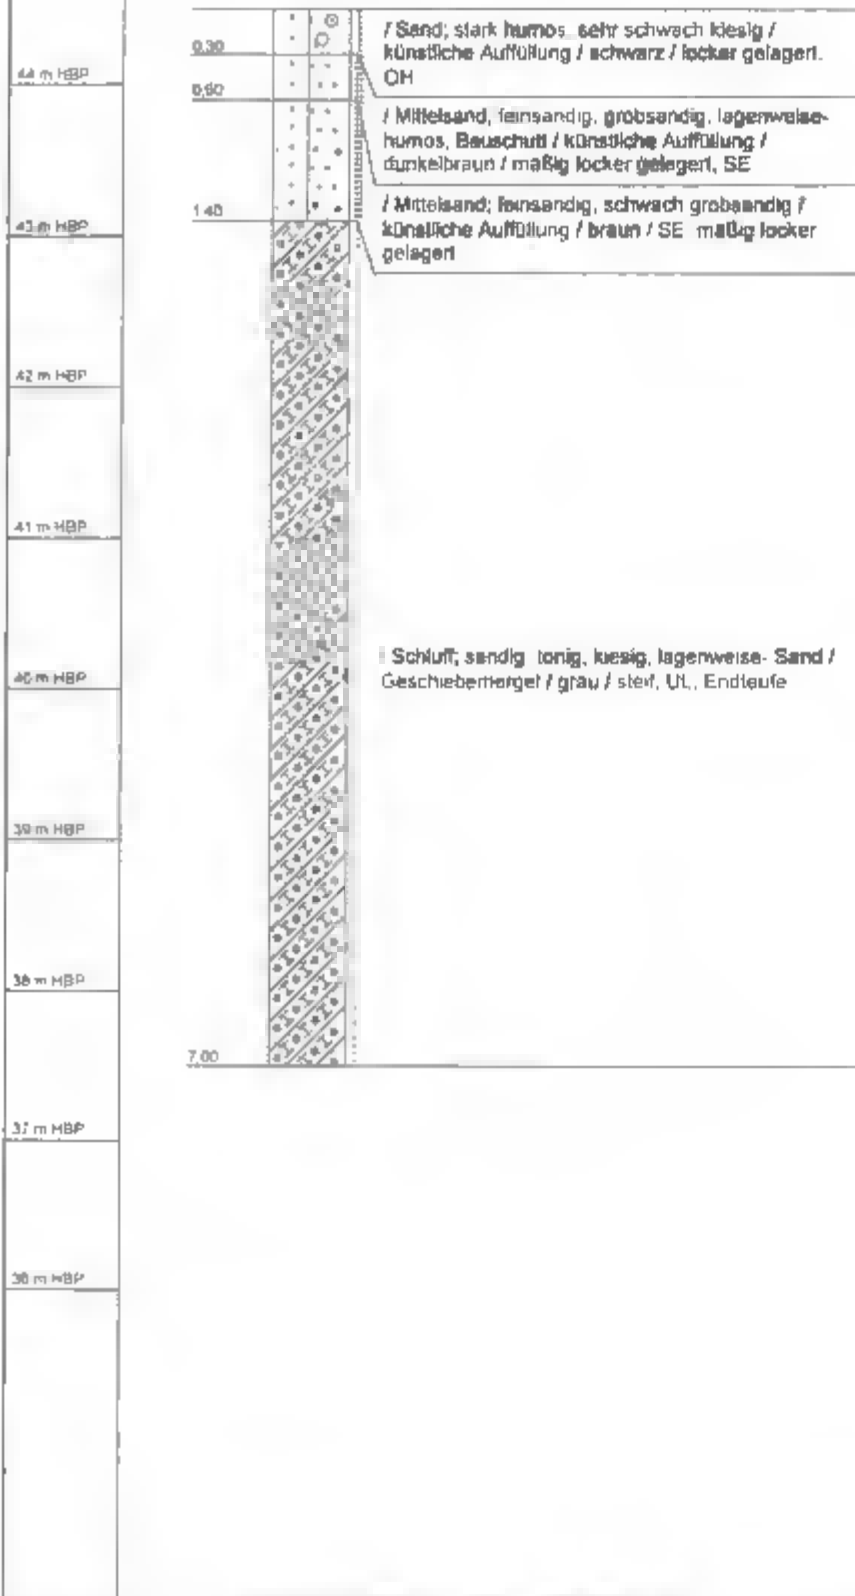 / Sand; stark humos, sehr schwach kiesig /
künstliche Auffüllung / schwarz / locker gelagert,
OH
0,30
44 m HBP
0,60
/ Mittelsand, feinsandig, grobsandig, lagenweise-
humos, Bauschutt / künstliche Auffüllung /
dunkelbraun / mäßig locker gelagert, SE
1,40
/ Mittelsand; feinsandig, schwach grobsandig /
künstliche Auffüllung / braun / SE mäßig locker
gelagert
43 m HBP
42 m HBP
41 m HBP
/ Schluff; sandig, tonig, kiesig, lagenweise- Sand /
Geschiebemergel / grau / steif, UL, Endteufe
40 m HBP
39 m HBP
38 m HBP
7,00
37 m HBP
36 m HBP